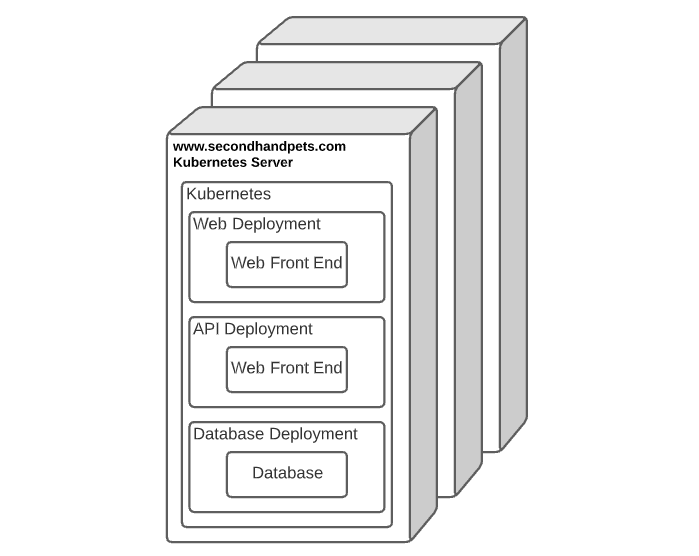 www.secondhandpets.com
Kubernetes Server
Kubernetes
Web Deployment
Web Front End
API Deployment
Web Front End
Database Deployment
Database